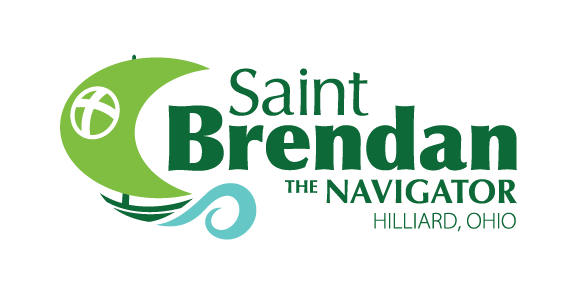 Saint
Brendan
THE NAVIGATOR
HILLIARD, OHIO